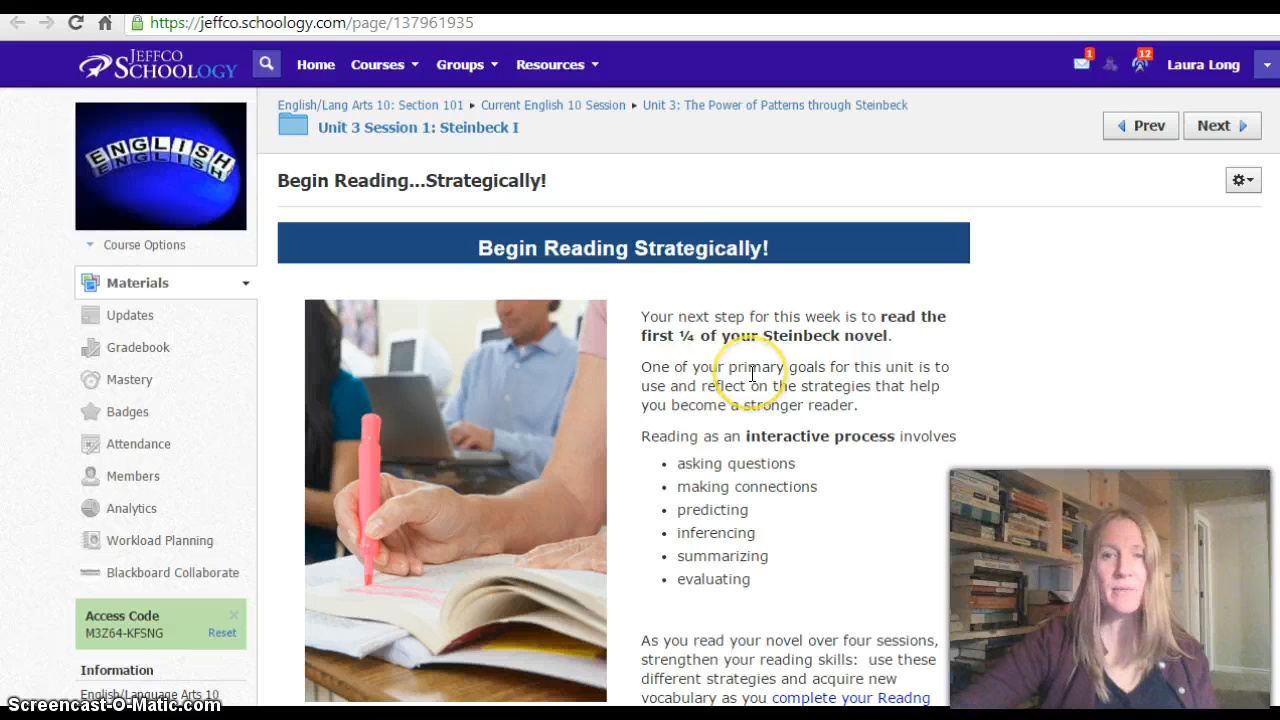 https://jeffco.schoology.com/page/137961935
JEFFCO
SCHOOLOGY
Home Courses Groups Resources
1
12
Laura Long
English/Lang Arts 10: Section 101 Current English 10 Session Unit 3: The Power of Patterns through Steinbeck
Unit 3 Session 1: Steinbeck I
Prev
Next
ENGLISH
Begin Reading...Strategically!
Course Options
Materials
Updates
Gradebook
Mastery
Badges
Attendance
Members
Analytics
Workload Planning
Blackboard Collaborate
Access Code
M3Z64-KFSNG Reset
Information
English/Language Arts 10
Begin Reading Strategically!
Your next step for this week is to read the
first ¼ of your Steinbeck novel.
One of your primary goals for this unit is to
use and reflect on the strategies that help
you become a stronger reader.
Reading as an interactive process involves
• asking questions
• making connections
• predicting
• inferencing
• summarizing
• evaluating
As you read your novel over four sessions,
strengthen your reading skills: use these
different strategies and acquire new
vocabulary as you complete your Readng
Screencast-O-Matic.com